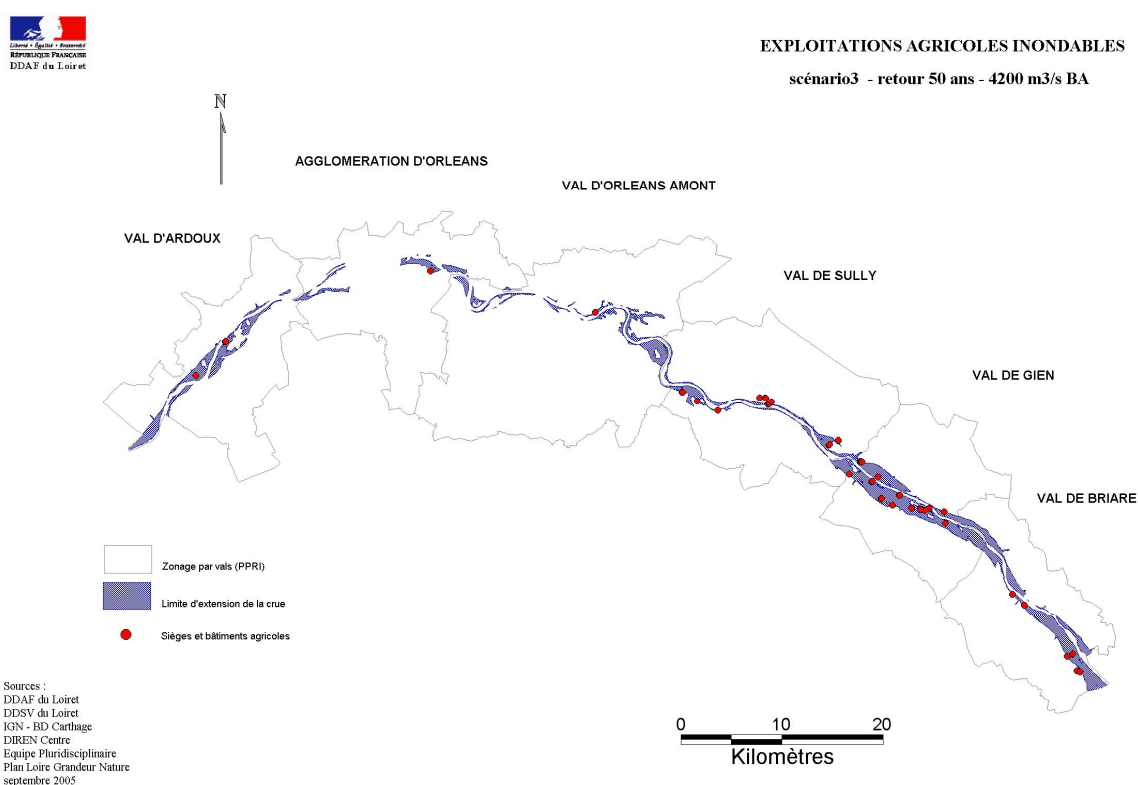 Liberté • Égalité • Fraternité
RÉPUBLIQUE FRANÇAISE
DDAF du Loiret
EXPLOITATIONS AGRICOLES INONDABLES
scénario3 - retour 50 ans - 4200 m3/s BA
N
AGGLOMERATION D'ORLEANS
VAL D'ORLEANS AMONT
VAL D'ARDOUX
VAL DE SULLY
VAL DE GIEN
VAL DE BRIARE
Zonage par vals (PPRI)
Limite d'extension de la crue
Sièges et bâtiments agricoles
Sources :
DDAF du Loiret
DDSV du Loiret
IGN - BD Carthage
DIREN Centre
Equipe Pluridisciplinaire
Plan Loire Grandeur Nature
septembre 2005
0 10 20
Kilomètres